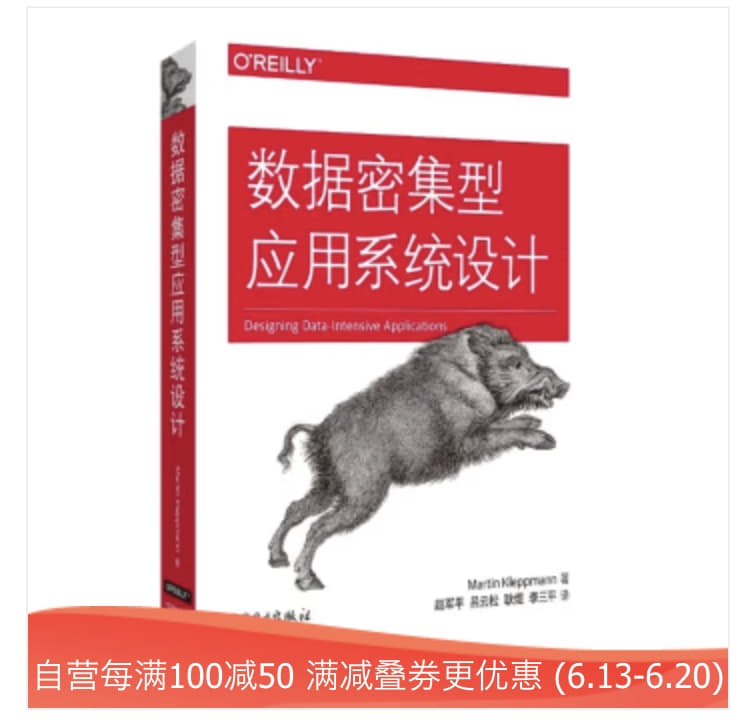 O'REILLY
数据密集型
应用系统设计
Designing Data-Intensive Applications
数据密集型应用系统设计
Martin Kleppmann 著
赵军平 吕云松 耿煜 李三平 译
O'REILLY
自营每满100减50 满减叠券更优惠 (6.13-6.20)